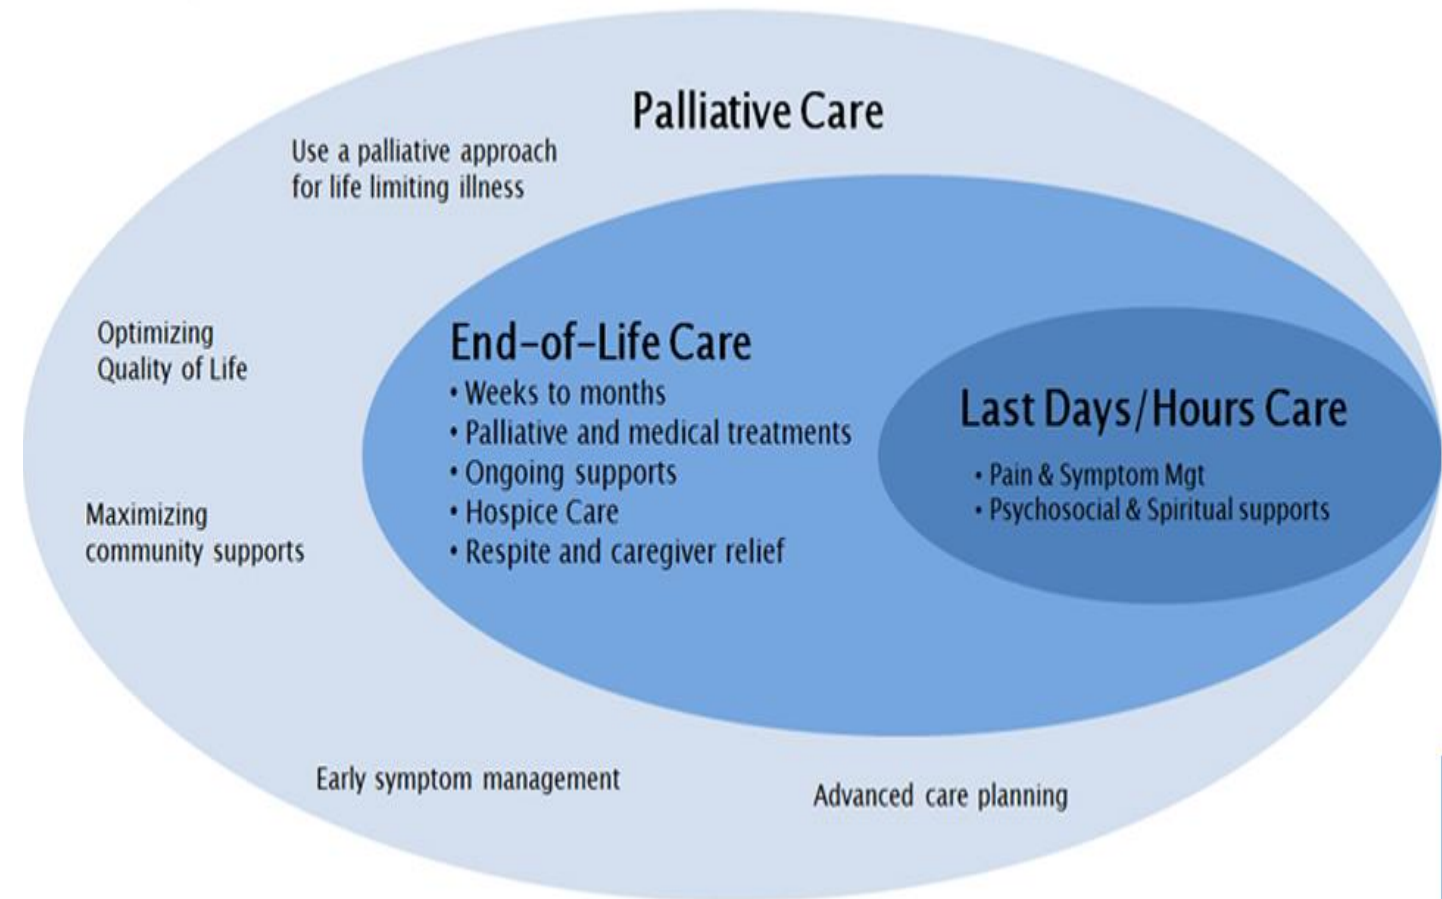 Palliative Care
Use a palliative approach
for life limiting illness
Optimizing
Quality of Life
Maximizing
community supports
End-of-Life Care
• Weeks to months
• Palliative and medical treatments
• Ongoing supports
• Hospice Care
• Respite and caregiver relief
Last Days/Hours Care
• Pain & Symptom Mgt
• Psychosocial & Spiritual supports
Early symptom management
Advanced care planning